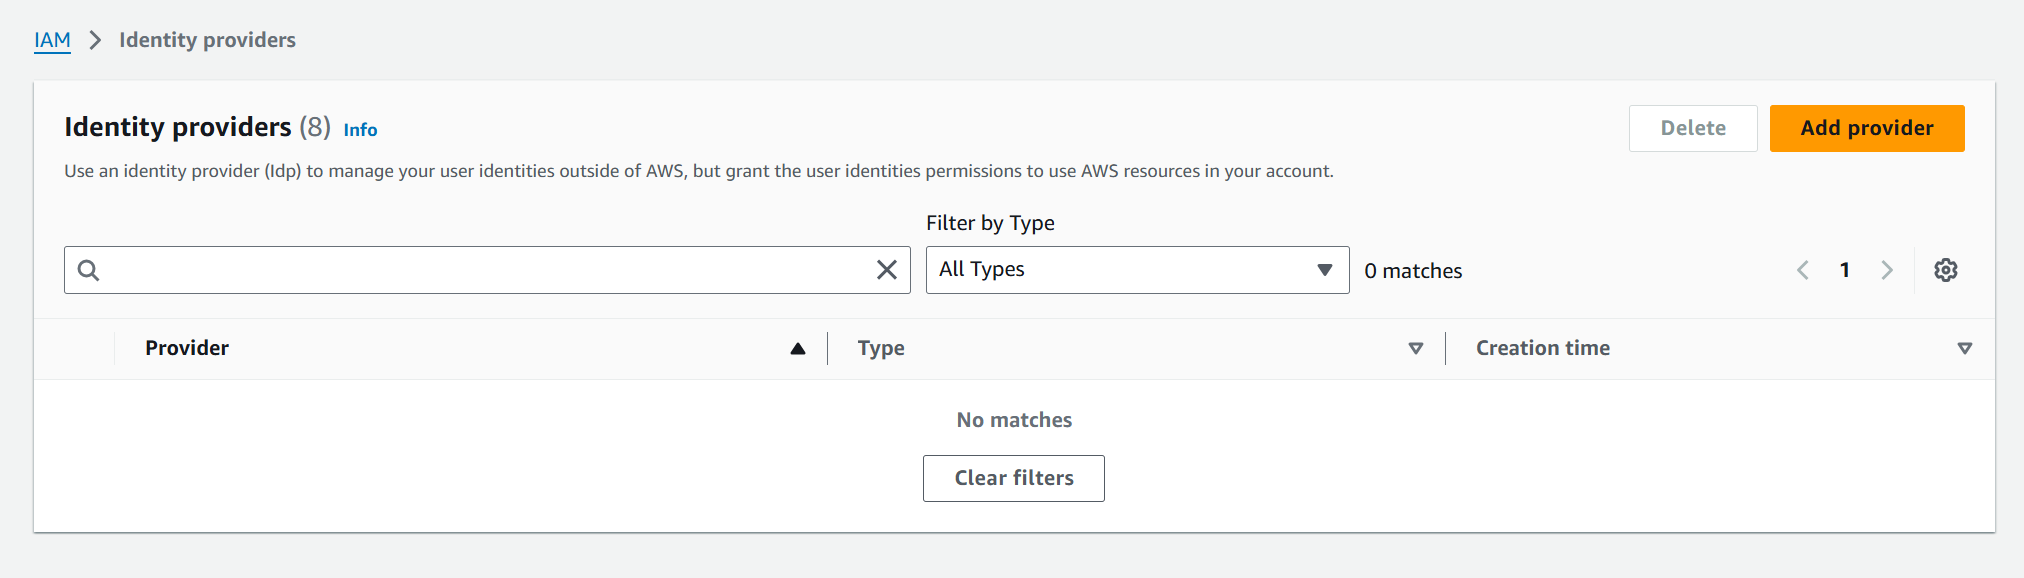 IAM > Identity providers
Identity providers (8) Info
Delete
Add provider
Use an identity provider (Idp) to manage your user identities outside of AWS, but grant the user identities permissions to use AWS resources in your account.
Filter by Type
All Types
0 matches
1
Provider
Type
Creation time
No matches
Clear filters